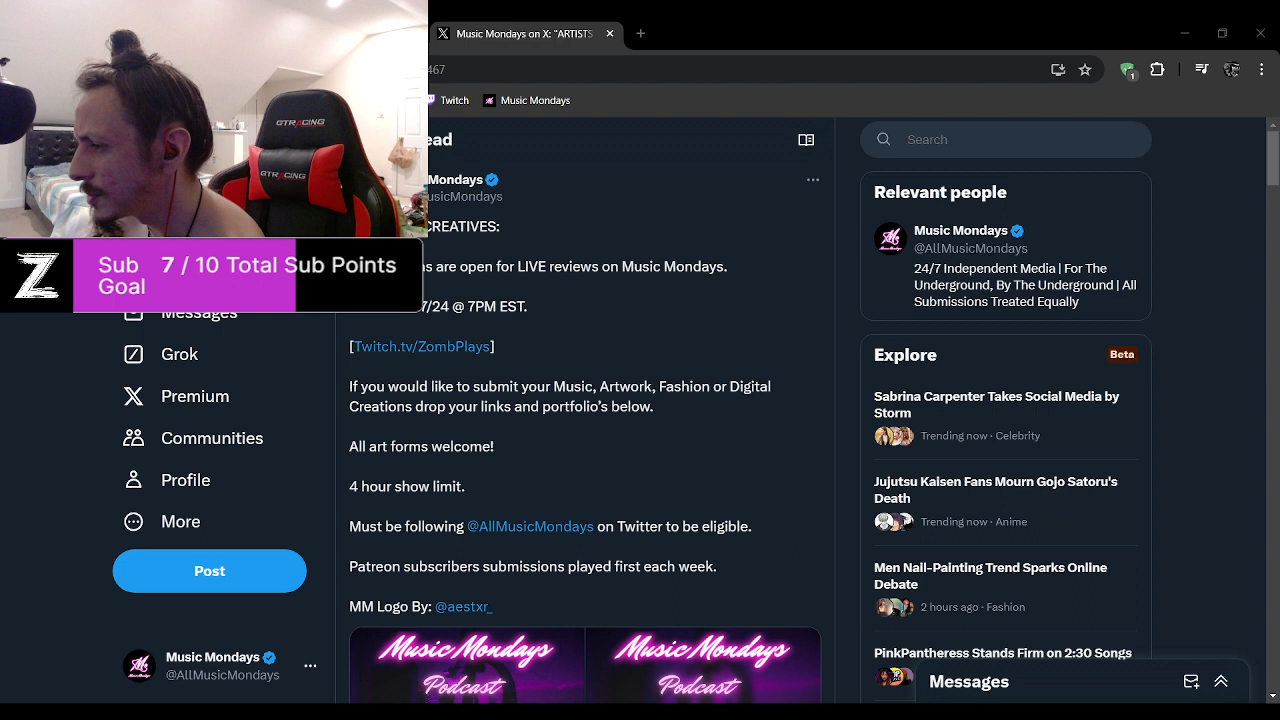 Music Mondays on X: "ARTISTS
467
Twitch
Music Mondays
GTRACING
GTRACING
Z
Sub Goal
7 / 10 Total Sub Points
ead
Mondays
usicMondays
CREATIVES:
ns are open for LIVE reviews on Music Mondays.
7/24 @ 7PM EST.
[Twitch.tv/ZombPlays]
If you would like to submit your Music, Artwork, Fashion or Digital
Creations drop your links and portfolio's below.
All art forms welcome!
4 hour show limit.
Must be following @AllMusicMondays on Twitter to be eligible.
Patreon subscribers submissions played first each week.
MM Logo By: @aestxr_
Music Mondays
Podcast
Music Mondays
Podcast
Messages
Grok
Premium
Communities
Profile
More
Post
Music Mondays
@AllMusicMondays
Search
Relevant people
Music Mondays
@AllMusicMondays
24/7 Independent Media | For The
Underground, By The Underground | All
Submissions Treated Equally
Explore
Beta
Sabrina Carpenter Takes Social Media by
Storm
Trending now · Celebrity
Jujutsu Kaisen Fans Mourn Gojo Satoru's
Death
Trending now · Anime
Men Nail-Painting Trend Sparks Online
Debate
2 hours ago · Fashion
PinkPantheress Stands Firm on 2:30 Songs
Messages